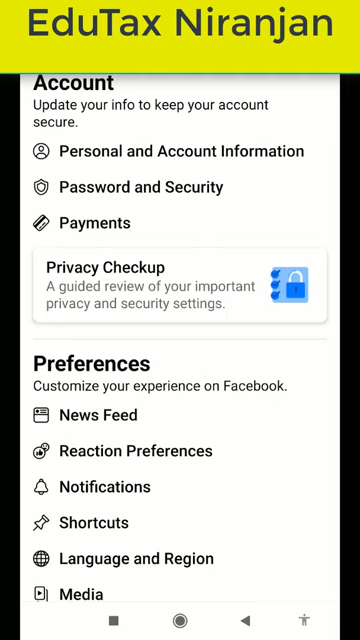 EduTax Niranjan
Account
Update your info to keep your account
secure.
Personal and Account Information
Password and Security
Payments
Privacy Checkup
A guided review of your important
privacy and security settings.
Preferences
Customize your experience on Facebook.
News Feed
Reaction Preferences
Notifications
Shortcuts
Language and Region
Media